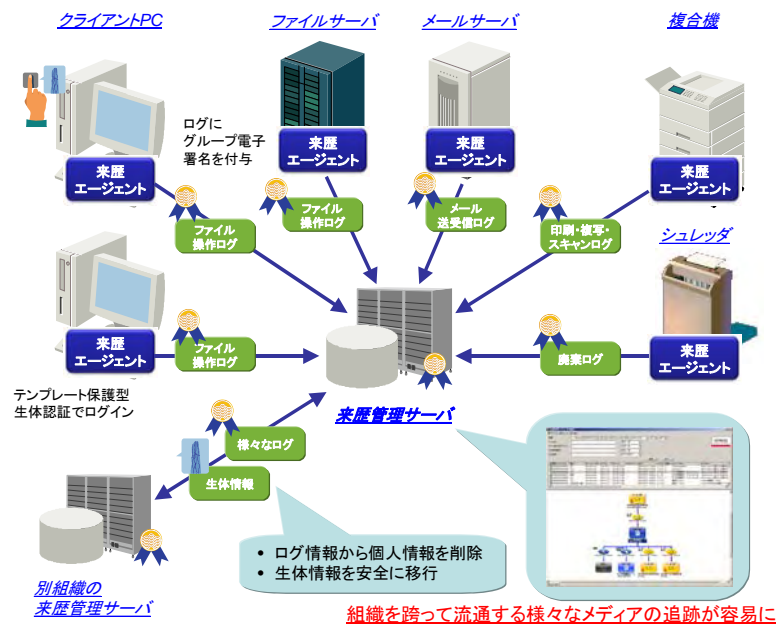 クライアントPC
ファイルサーバ
メールサーバ
複合機
ログに
グループ電子
署名を付与
来歴
エージェント
来歴
エージェント
来歴
エージェント
来歴
エージェント
ファイル
操作ログ
ファイル
操作ログ
メール
送受信ログ
印刷・複写・
スキャンログ
シュレッダ
来歴
エージェント
ファイル
操作ログ
廃棄ログ
来歴
エージェント
テンプレート保護型
生体認証でログイン
来歴管理サーバ
様々なログ
生体情報
• ログ情報から個人情報を削除
• 生体情報を安全に移行
別組織の
来歴管理サーバ
組織を跨って流通する様々なメディアの追跡が容易に